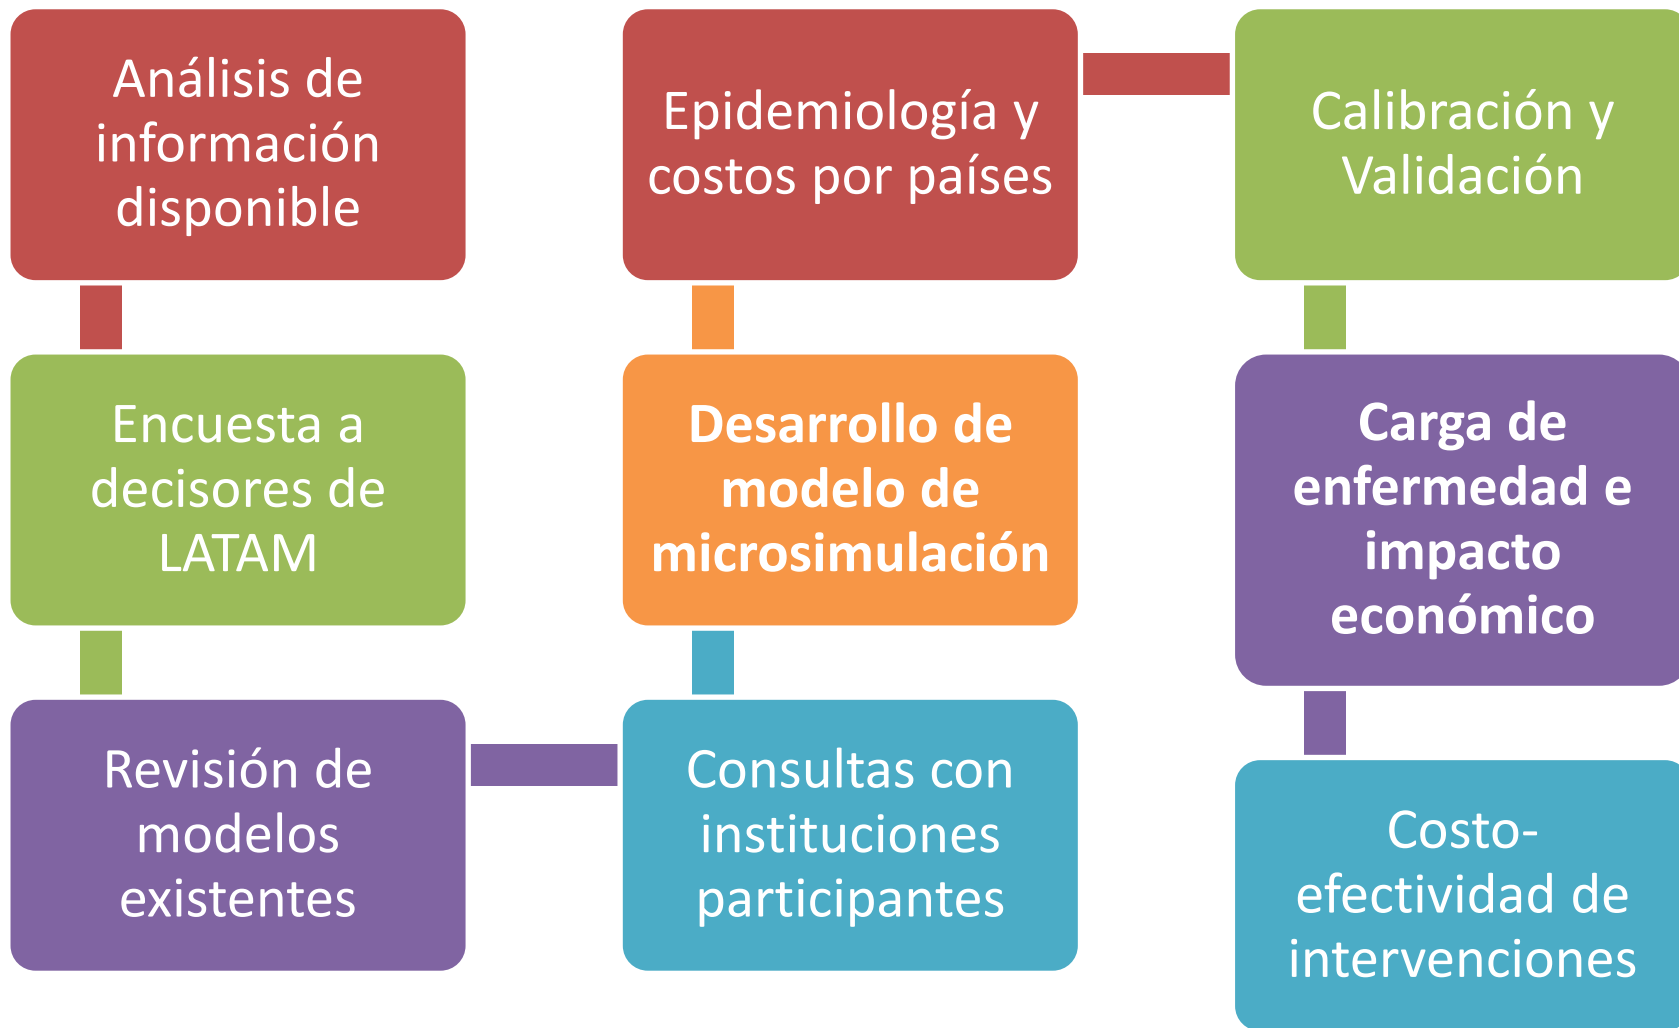 Análisis de
información
disponible
Encuesta a
decisores de
LATAM
Revisión de
modelos
existentes
Consultas con
instituciones
participantes
Desarrollo de
modelo de
microsimulación
Epidemiología y
costos por países
Calibración y
Validación
Carga de
enfermedad e
impacto
económico
Costo-
efectividad de
intervenciones